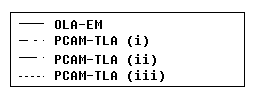 OLA-EM
PCAM-TLA (i)
PCAM-TLA (ii)
PCAM-TLA (iii)